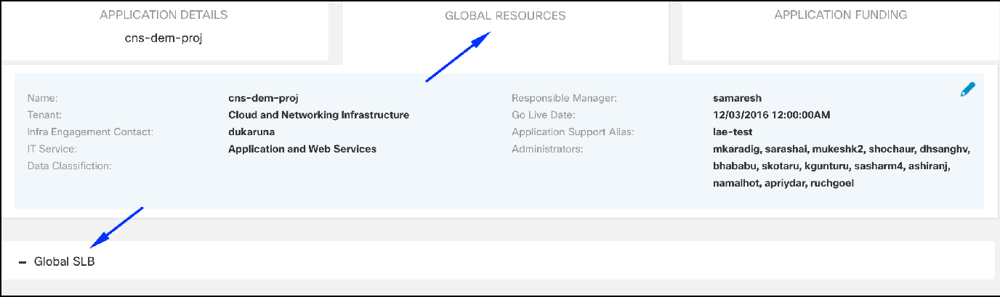 APPLICATION DETAILS
cns-dem-proj
GLOBAL RESOURCES
APPLICATION FUNDING
Name: cns-dem-proj
Tenant: Cloud and Networking Infrastructure
Infra Engagement Contact: dukaruna
IT Service: Application and Web Services
Data Classifiction:
Responsible Manager: samaresh
Go Live Date: 12/03/2016 12:00:00AM
Application Support Alias: lae-test
Administrators: mkaradig, sarashai, mukeshk2, shochaur, dhsanghv,
bhababu, skotaru, kgunturu, sasharm4, ashiranj,
namalhot, apriydar, ruchgoel
– Global SLB